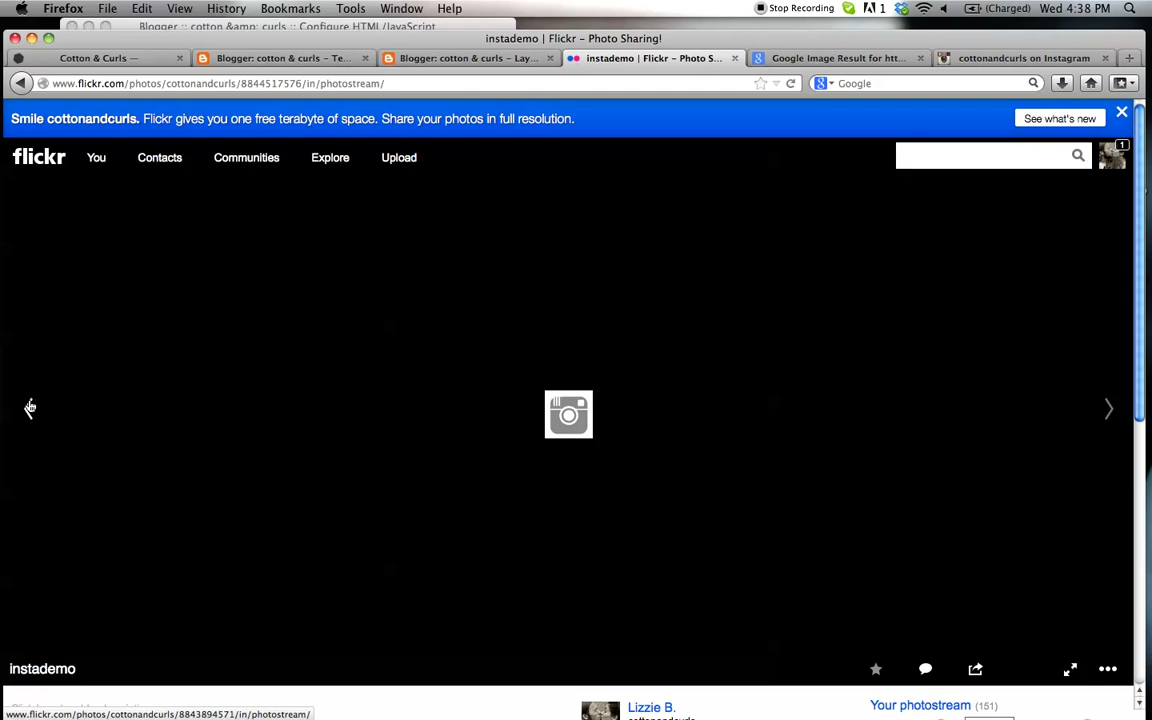 Firefox File Edit View History Bookmarks Tools Window Help Stop Recording 1 (Charged) Wed 4:38 PM
Blogger :: cotton &amp; curls :: Configure HTML/JavaScript
instademo | Flickr - Photo Sharing!
Cotton & Curls — Blogger: cotton & curls - Te... Blogger: cotton & curls - Lay... instademo | Flickr - Photo S... Google Image Result for htt... cottonandcurls on Instagram
www.flickr.com/photos/cottonandcurls/8844517576/in/photostream/ Google
Smile cottonandcurls. Flickr gives you one free terabyte of space. Share your photos in full resolution. See what's new
flickr You Contacts Communities Explore Upload 1
instademo
Lizzie B. Your photostream (151)
www.flickr.com/photos/cottonandcurls/8843894571/in/photostream/